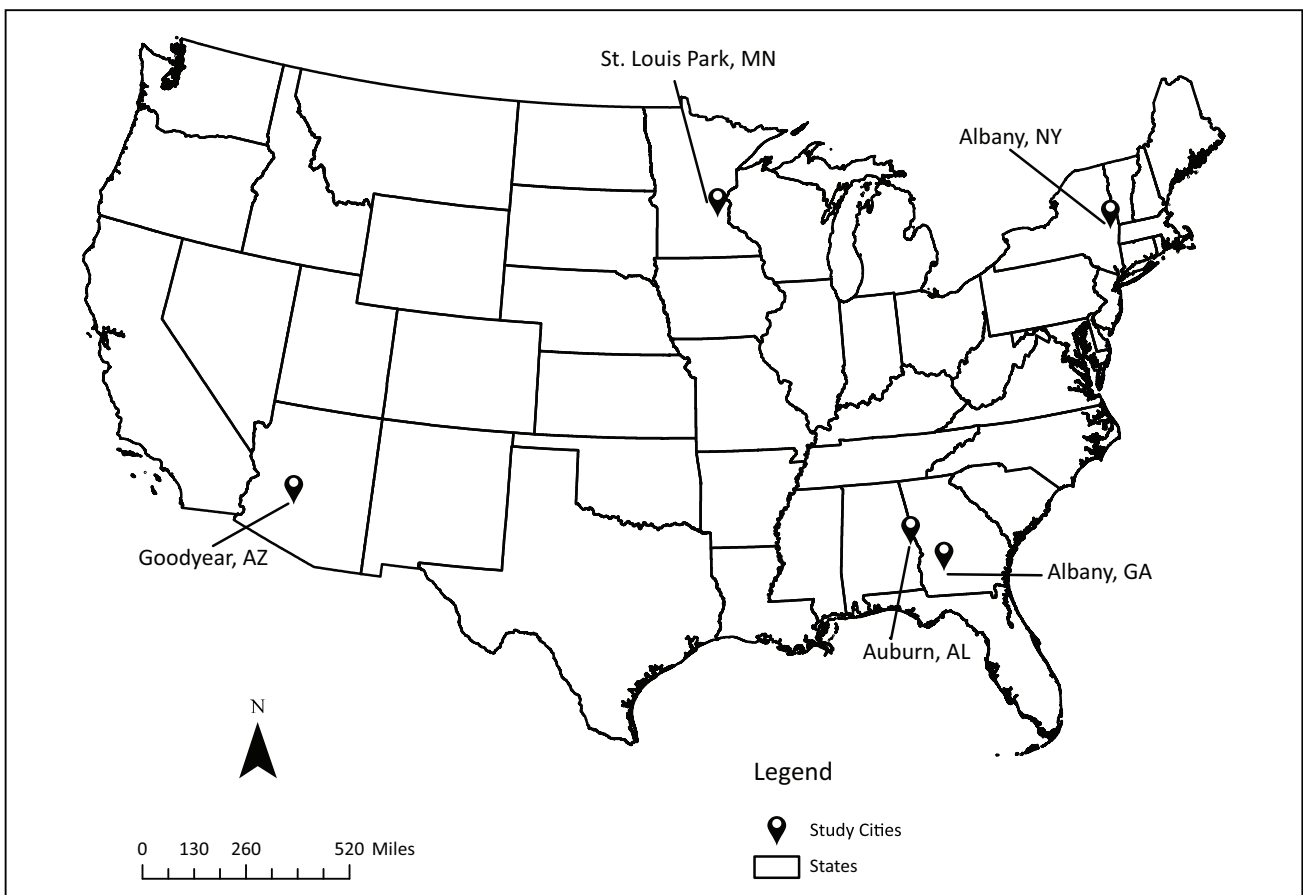 St. Louis Park, MN
Albany, NY
Goodyear, AZ
Albany, GA
Auburn, AL
N
Legend
Study Cities
States
0 130 260 520 Miles